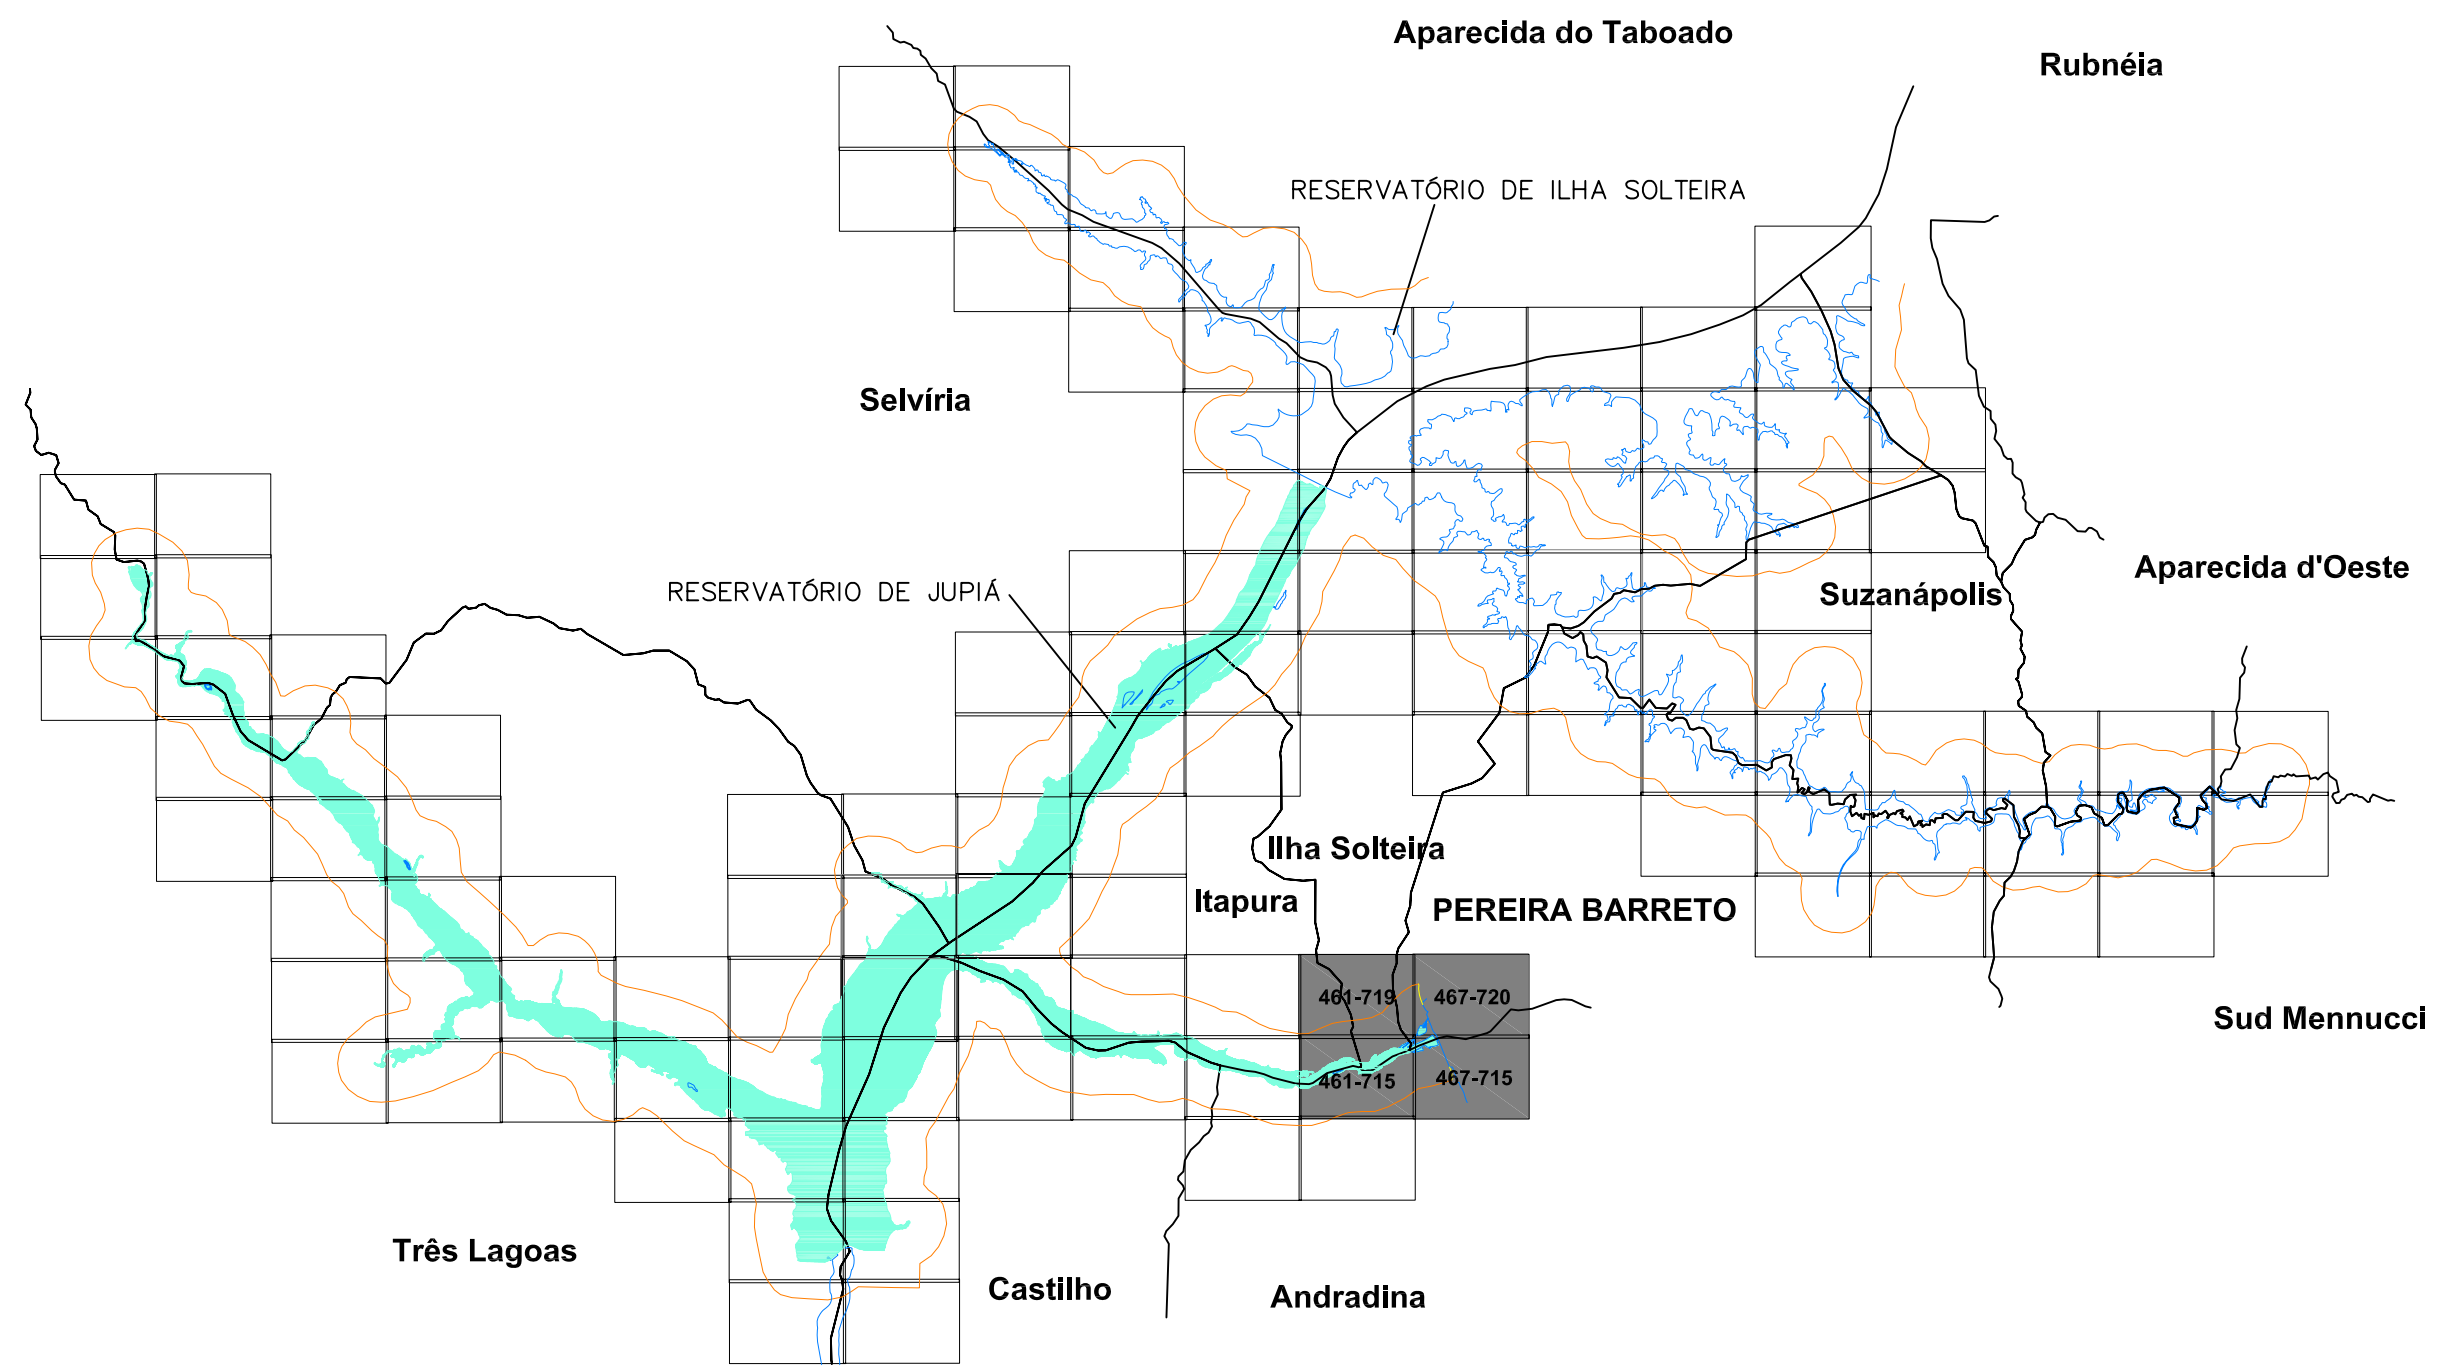 Aparecida do Taboado
Rubnéia
RESERVATÓRIO DE ILHA SOLTEIRA
Selvíria
RESERVATÓRIO DE JUPIÁ
Aparecida d'Oeste
Suzanápolis
Ilha Solteira
Itapura
PEREIRA BARRETO
461-719
467-720
Sud Mennucci
461-715
467-715
Três Lagoas
Castilho
Andradina